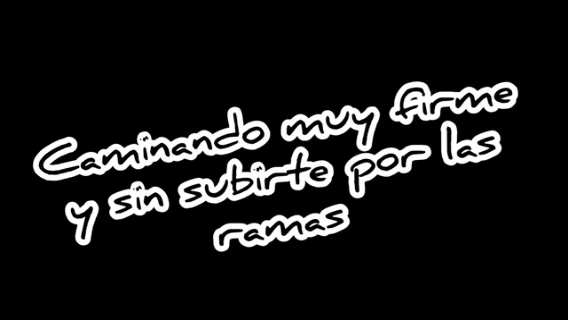 Caminando muy firme
y sin subirte por las
ramas